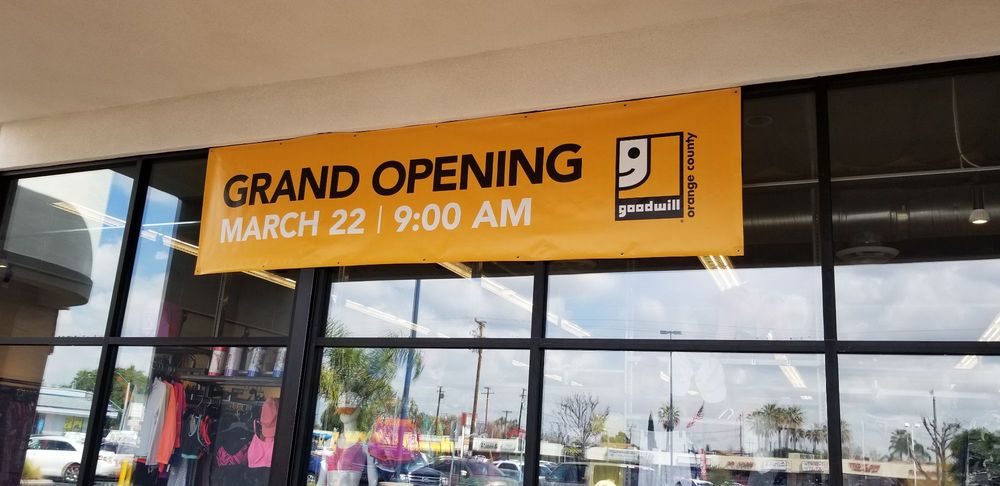 GRAND OPENING
MARCH 22 | 9:00 AM
goodwill
orange county